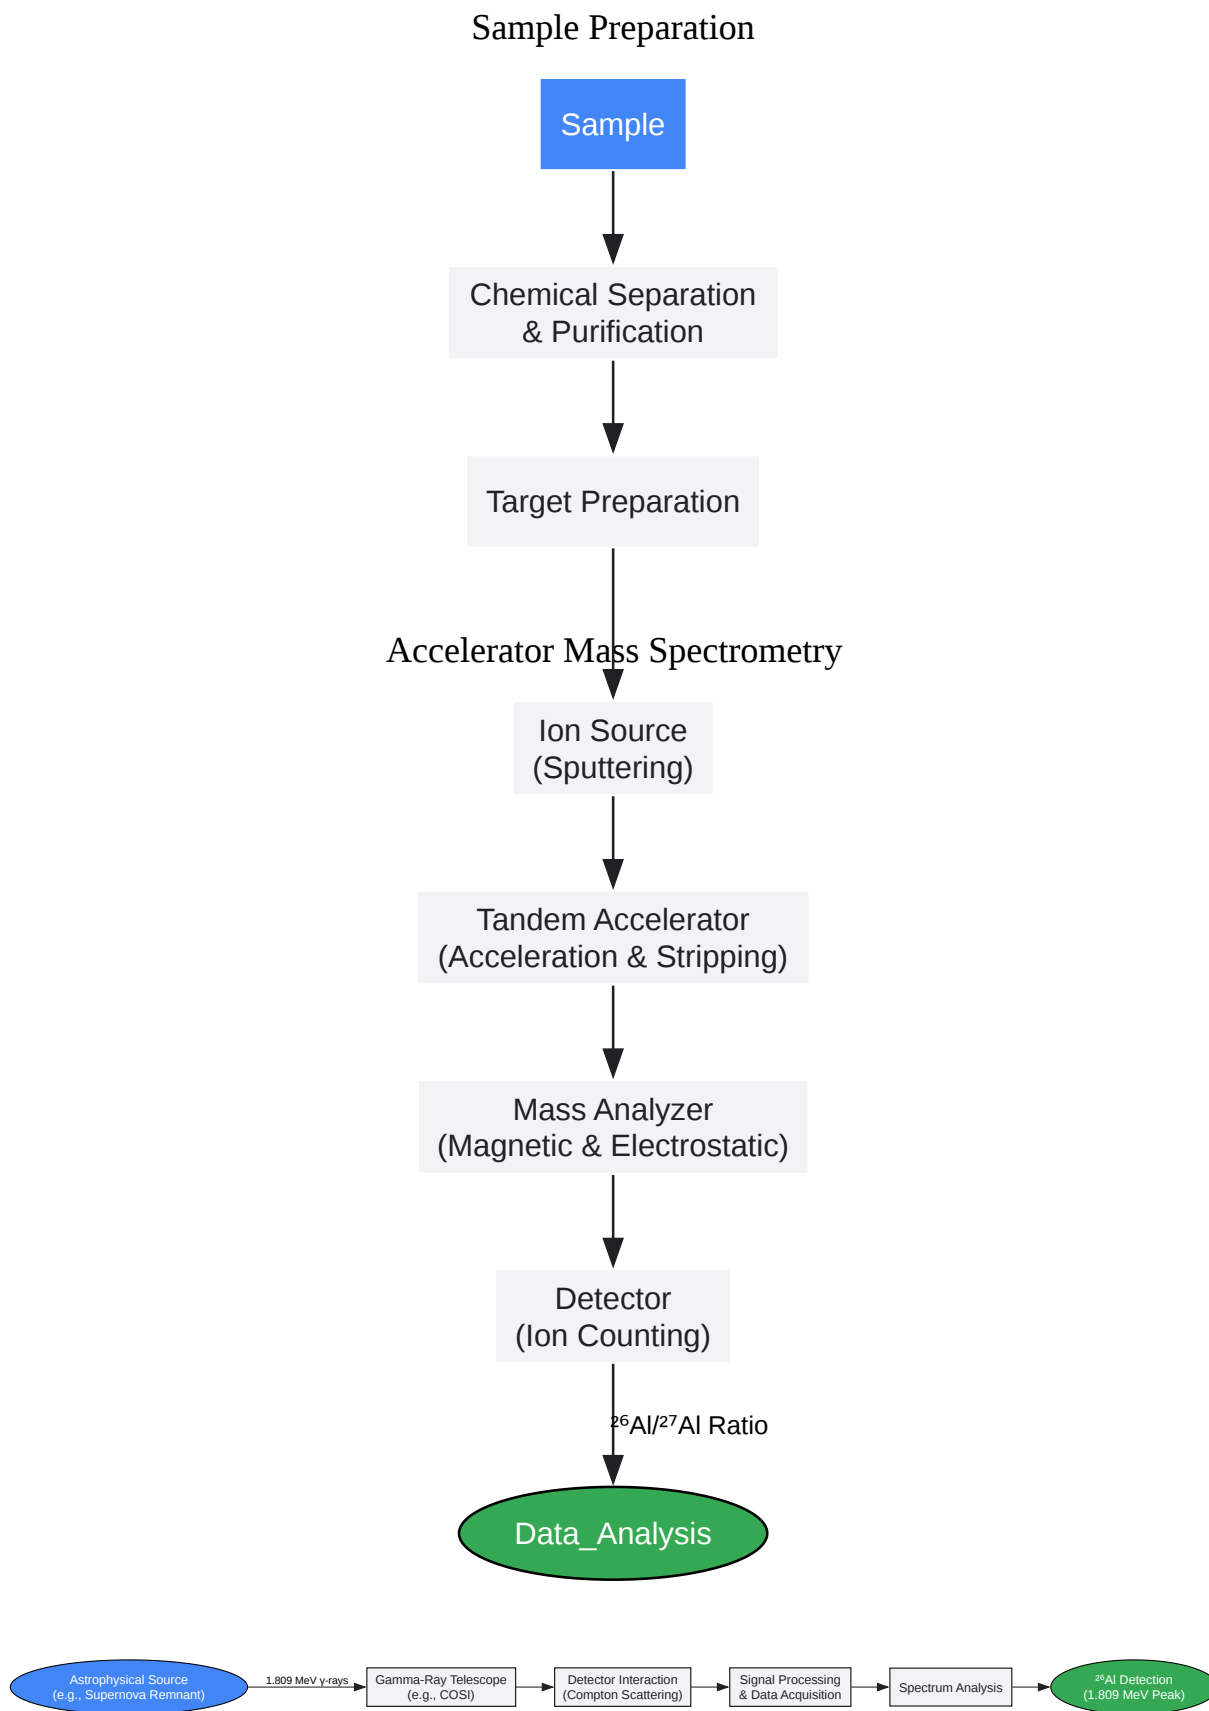 Sample Preparation
Sample
Chemical Separation
& Purification
Target Preparation
Accelerator Mass Spectrometry
Ion Source
(Sputtering)
Tandem Accelerator
(Acceleration & Stripping)
Mass Analyzer
(Magnetic & Electrostatic)
Detector
(Ion Counting)
²⁶Al/²⁷Al Ratio
Data_Analysis
Astrophysical Source
(e.g., Supernova Remnant)
1.809 MeV γ-rays
Gamma-Ray Telescope
(e.g., COSI)
Detector Interaction
(Compton Scattering)
Signal Processing
& Data Acquisition
Spectrum Analysis
²⁶Al Detection
(1.809 MeV Peak)